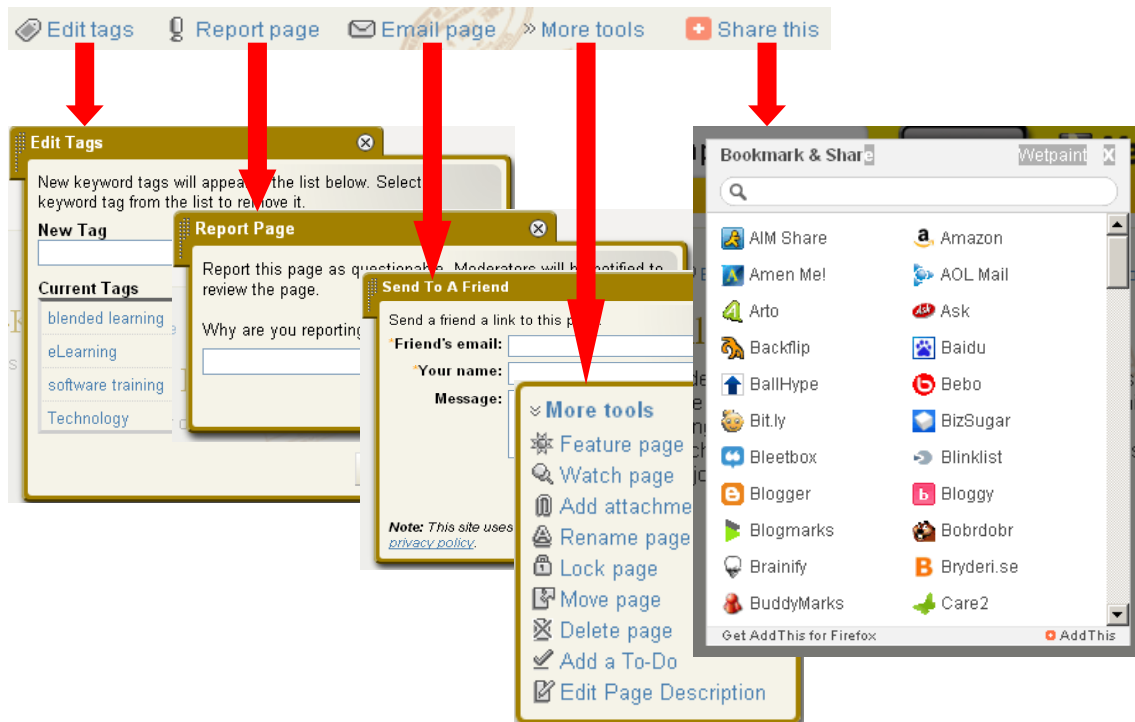 Edit tags Report page Email page » More tools Share this
Edit Tags
New keyword tags will appea the list below. Select
keyword tag from the list to remove it.
New Tag
Current Tags
blended learning
eLearning
software training
Technology
Report Page
Report this page as questionable. Moderators will be notified to
review the page.
Why are you reporting
Send To A Friend
Send a friend a link to this
*Friend's email:
*Your name:
Message:
Note: This site uses
privacy policy.
More tools
Feature page
Watch page
Add attachme
Rename page
Lock page
Move page
Delete page
Add a To-Do
Edit Page Description
Bookmark & Share Wetpaint X
AIM Share Amazon
Amen Me! AOL Mail
Arto Ask
Backflip Baidu
BallHype Bebo
Bit.ly BizSugar
Bleetbox Blinklist
Blogger Bloggy
Blogmarks Bobrdobr
Brainify Bryderi.se
BuddyMarks Care2
Get AddThis for Firefox AddThis